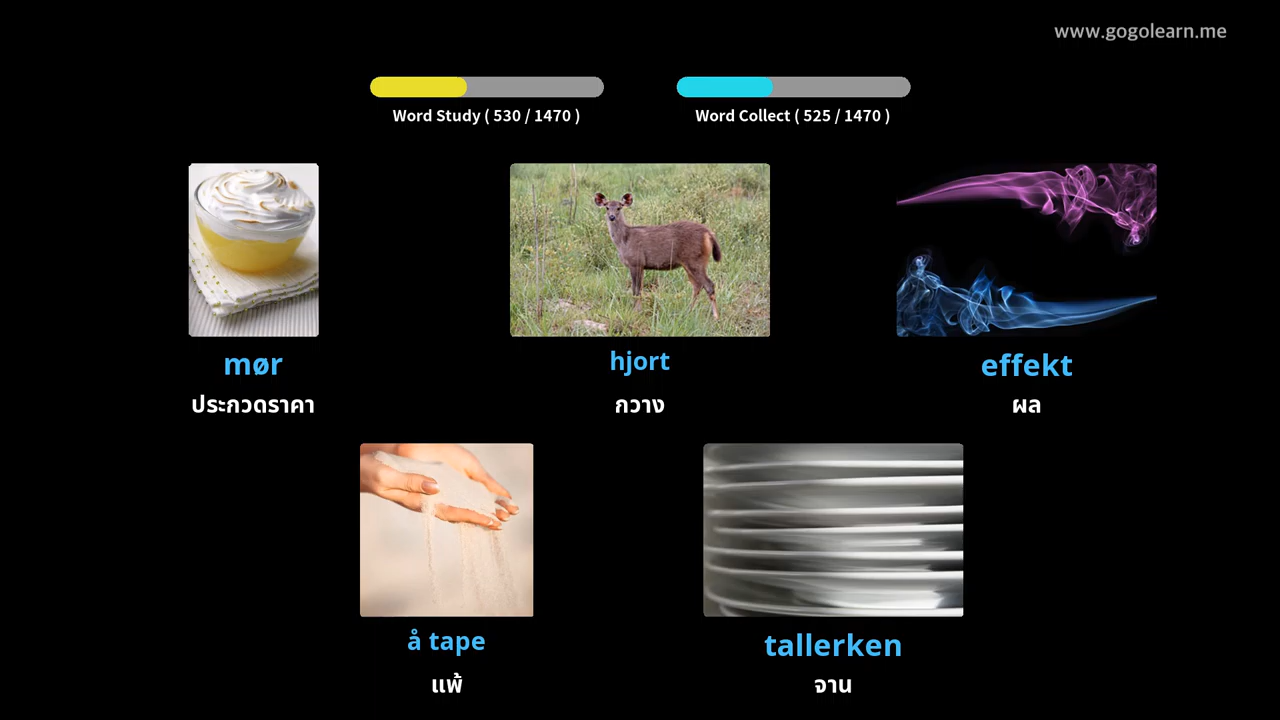 www.gogolearn.me
Word Study ( 530 / 1470 )
Word Collect ( 525 / 1470 )
mør
ประกวดราคา
hjort
กวาง
effekt
ผล
å tape
แพ้
tallerken
จาน